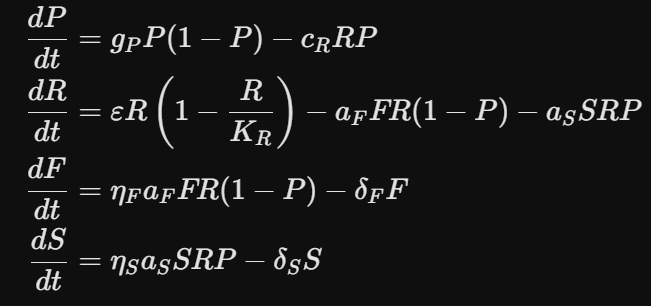 dP/dt = g_P P(1 − P) − c_R RP
dR/dt = εR(1 − R/K_R) − a_F FR(1 − P) − a_S SRP
dF/dt = η_F a_F FR(1 − P) − δ_F F
dS/dt = η_S a_S SRP − δ_S S